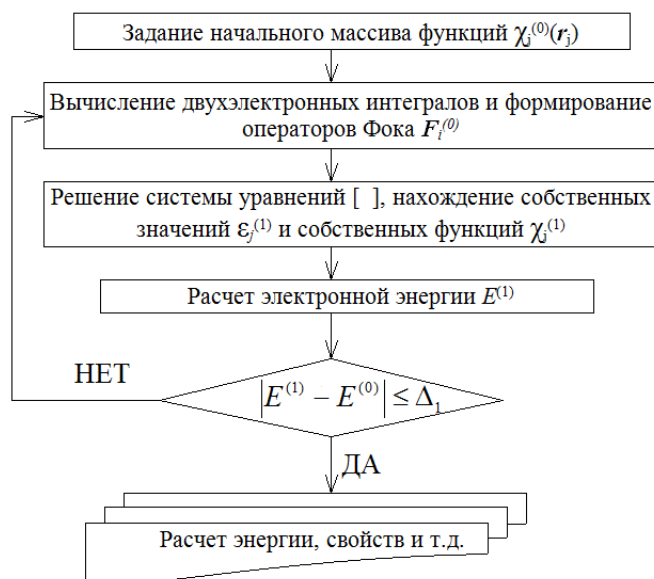 Задание начального массива функций χⱼ⁽⁰⁾(rⱼ)
Вычисление двухэлектронных интегралов и формирование
операторов Фока Fᵢ⁽⁰⁾
Решение системы уравнений [ ], нахождение собственных
значений εⱼ⁽¹⁾ и собственных функций χⱼ⁽¹⁾
Расчет электронной энергии E⁽¹⁾
НЕТ
|E⁽¹⁾ − E⁽⁰⁾| ≤ Δ₁
ДА
Расчет энергии, свойств и т.д.